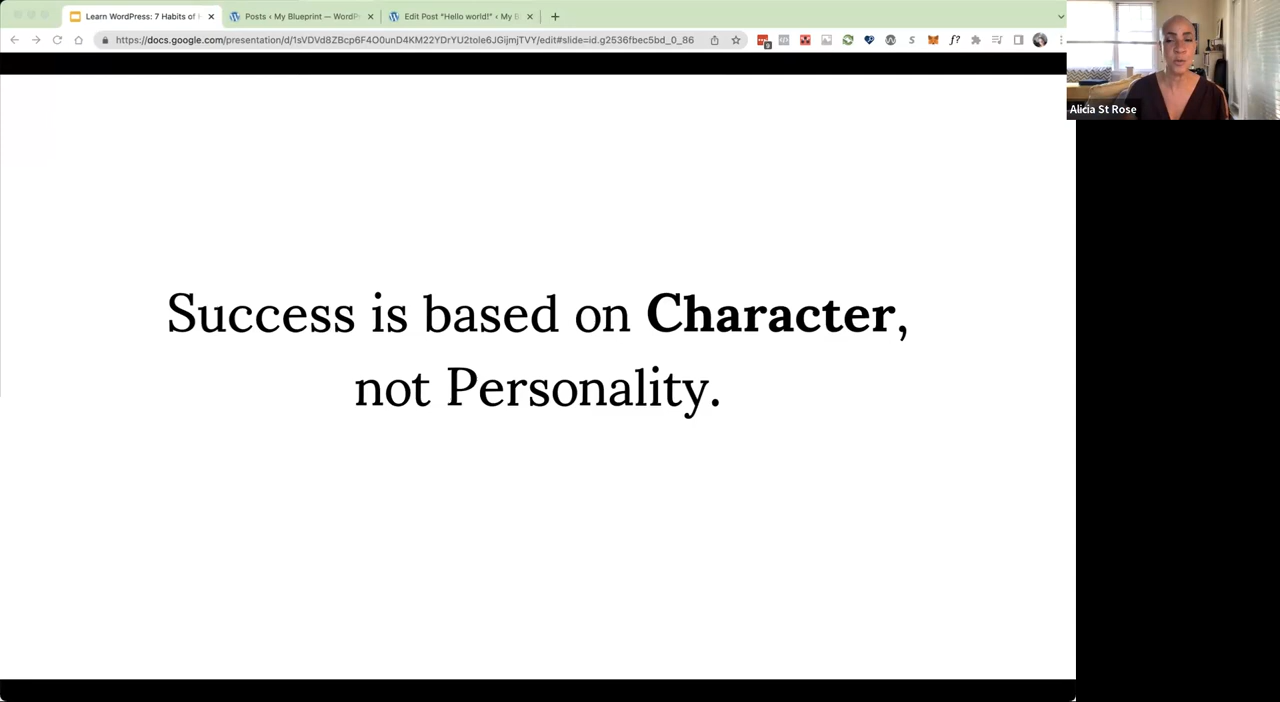 Learn WordPress: 7 Habits of
Posts ‹ My Blueprint — WordP
Edit Post "Hello world!" ‹ My
https://docs.google.com/presentation/d/1sVDVd8ZBcp6F4O0unD4KM22YDrYU2tole6JGijmjTVY/edit#slide=id.g2536fbec5bd_0_86
f?
Alicia St Rose
Success is based on Character,
not Personality.